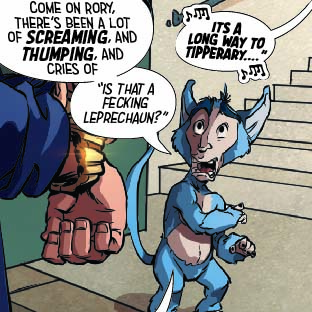 COME ON RORY,
THERE'S BEEN A LOT
OF SCREAMING, AND
THUMPING, AND
CRIES OF
"IS THAT A
FECKING
LEPRECHAUN?"
ITS A
LONG WAY TO
TIPPERARY...."